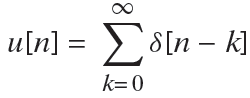 u[n] = ∞∑k=0 δ[n − k]